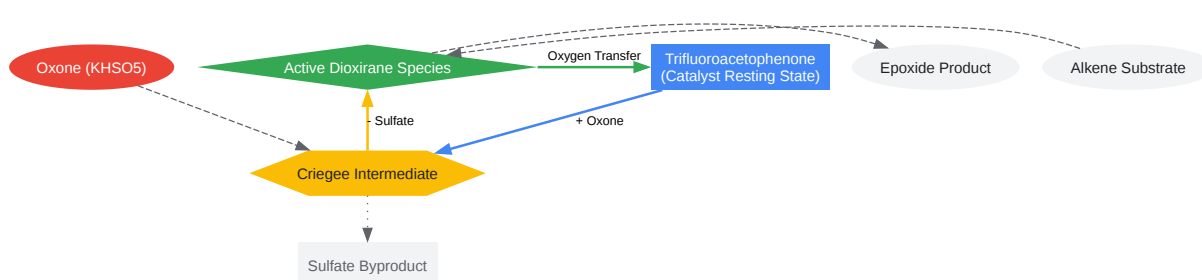 Oxone (KHSO5)
Active Dioxirane Species
Oxygen Transfer
Trifluoroacetophenone
(Catalyst Resting State)
Epoxide Product
Alkene Substrate
- Sulfate
+ Oxone
Criegee Intermediate
Sulfate Byproduct